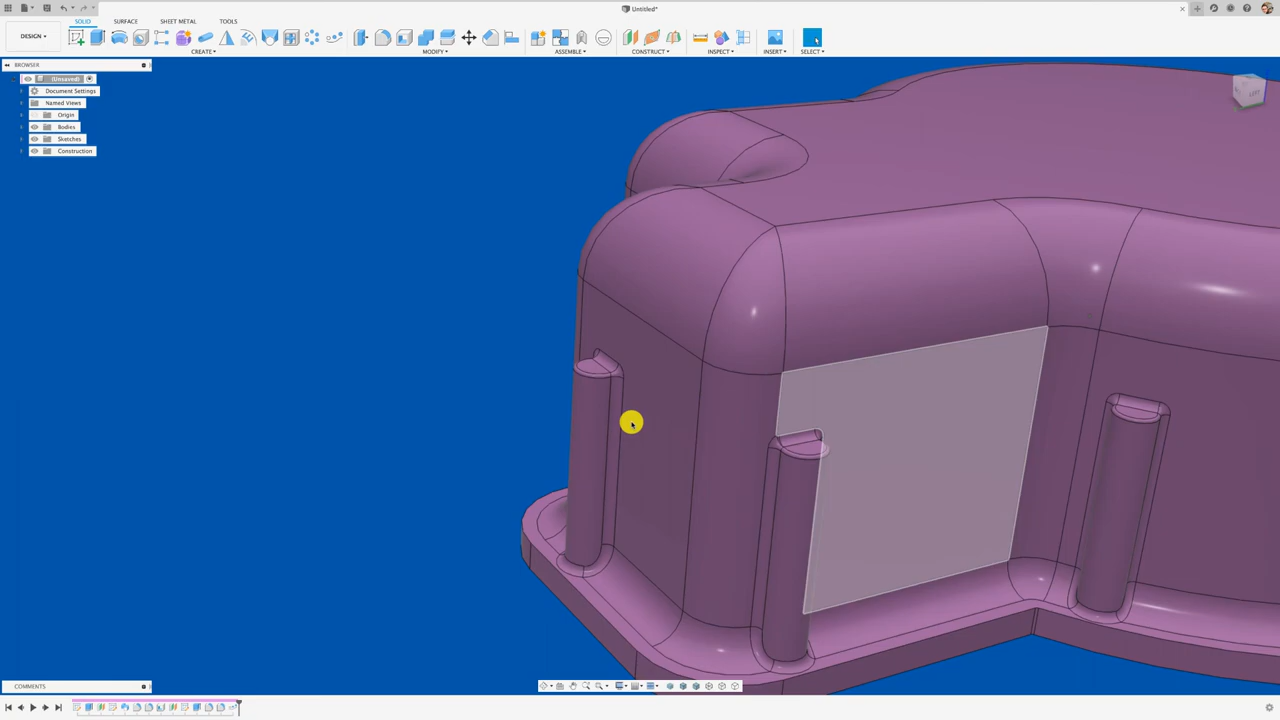 Untitled*
SOLID SURFACE SHEET METAL TOOLS
DESIGN ▾
CREATE ▾ MODIFY ▾ ASSEMBLE ▾ CONSTRUCT ▾ INSPECT ▾ INSERT ▾ SELECT ▾
BROWSER
(Unsaved)
Document Settings
Named Views
Origin
Bodies
Sketches
Construction
LEFT
COMMENTS